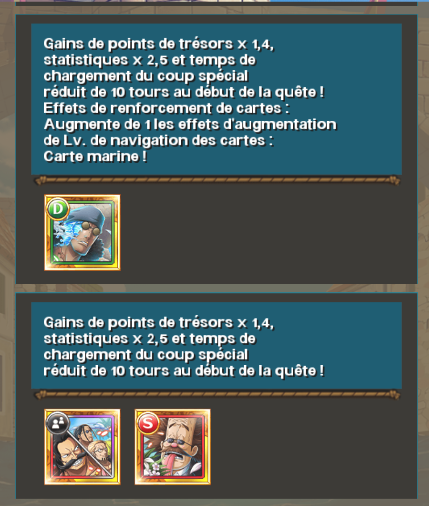 Gains de points de trésors x 1,4,
statistiques x 2,5 et temps de
chargement du coup spécial
réduit de 10 tours au début de la quête !
Effets de renforcement de cartes :
Augmente de 1 les effets d'augmentation
de Lv. de navigation des cartes :
Carte marine !
D
Gains de points de trésors x 1,4,
statistiques x 2,5 et temps de
chargement du coup spécial
réduit de 10 tours au début de la quête !
S